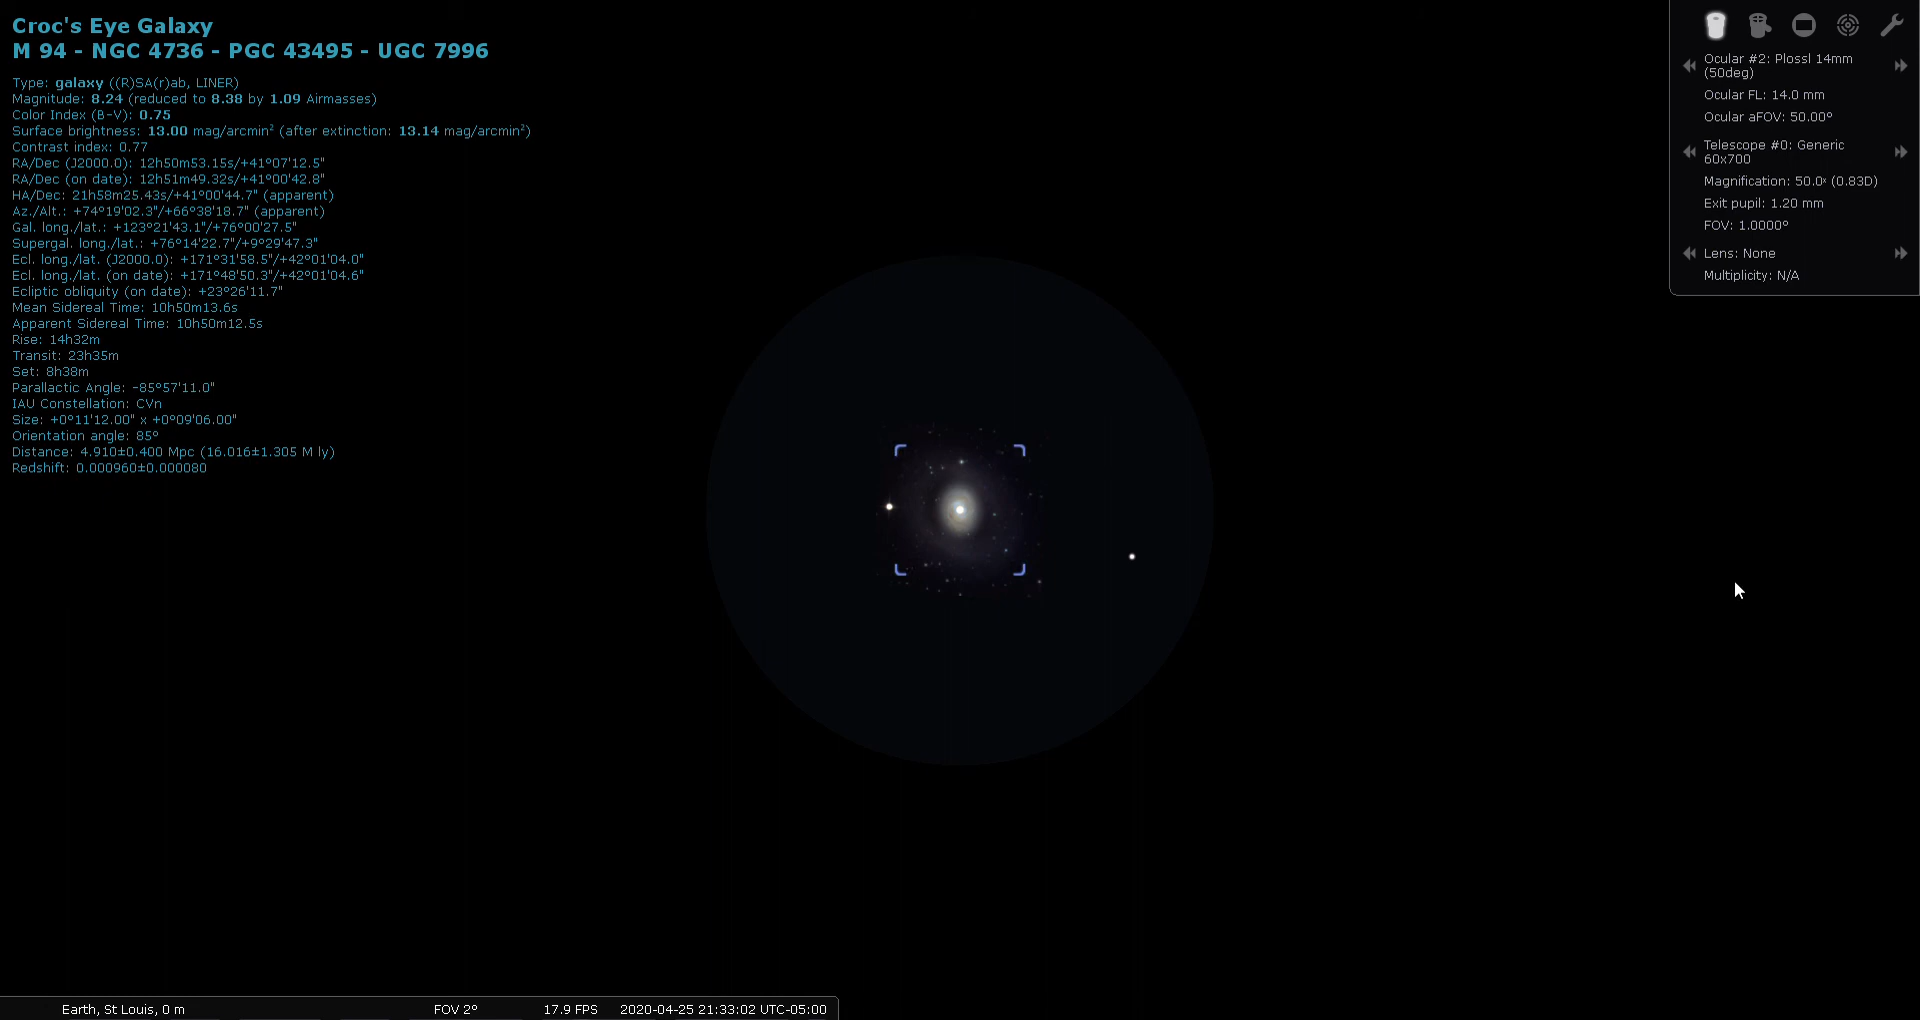 Croc's Eye Galaxy
M 94 - NGC 4736 - PGC 43495 - UGC 7996
Type: galaxy ((R)SA(r)ab, LINER)
Magnitude: 8.24 (reduced to 8.38 by 1.09 Airmasses)
Color Index (B-V): 0.75
Surface brightness: 13.00 mag/arcmin² (after extinction: 13.14 mag/arcmin²)
Contrast index: 0.77
RA/Dec (J2000.0): 12h50m53.15s/+41°07'12.5"
RA/Dec (on date): 12h51m49.32s/+41°00'42.8"
HA/Dec: 21h58m25.43s/+41°00'44.7" (apparent)
Az./Alt.: +74°19'02.3"/+66°38'18.7" (apparent)
Gal. long./lat.: +123°21'43.1"/+76°00'27.5"
Supergal. long./lat.: +76°14'22.7"/+9°29'47.3"
Ecl. long./lat. (J2000.0): +171°31'58.5"/+42°01'04.0"
Ecl. long./lat. (on date): +171°48'50.3"/+42°01'04.6"
Ecliptic obliquity (on date): +23°26'11.7"
Mean Sidereal Time: 10h50m13.6s
Apparent Sidereal Time: 10h50m12.5s
Rise: 14h32m
Transit: 23h35m
Set: 8h38m
Parallactic Angle: -85°57'11.0"
IAU Constellation: CVn
Size: +0°11'12.00" x +0°09'06.00"
Orientation angle: 85°
Distance: 4.910±0.400 Mpc (16.016±1.305 M ly)
Redshift: 0.000960±0.000080
Ocular #2: Plossl 14mm
(50deg)
Ocular FL: 14.0 mm
Ocular aFOV: 50.00°
Telescope #0: Generic
60x700
Magnification: 50.0ˣ (0.83D)
Exit pupil: 1.20 mm
FOV: 1.0000°
Lens: None
Multiplicity: N/A
Earth, St Louis, 0 m
FOV 2°
17.9 FPS
2020-04-25 21:33:02 UTC-05:00